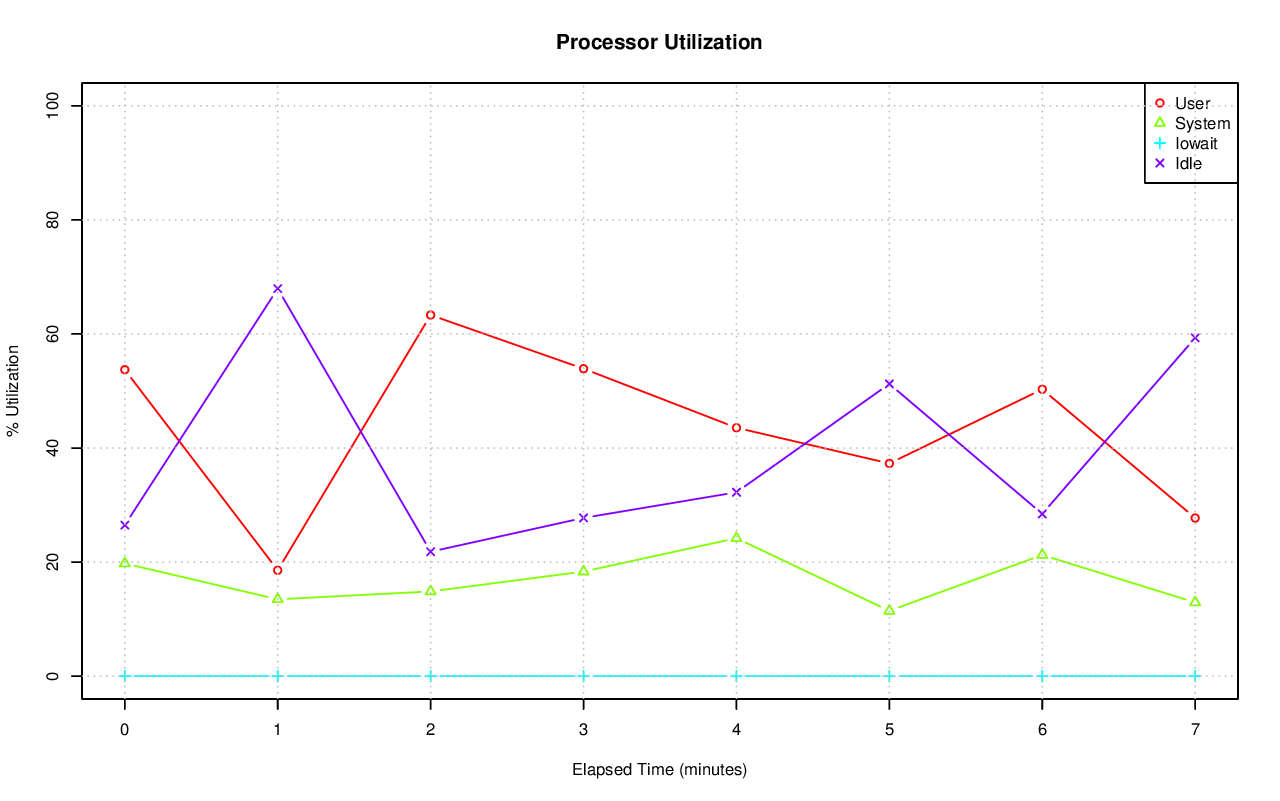 Processor Utilization
User
System
Iowait
Idle
100
80
60
40
20
0
% Utilization
0 1 2 3 4 5 6 7
Elapsed Time (minutes)